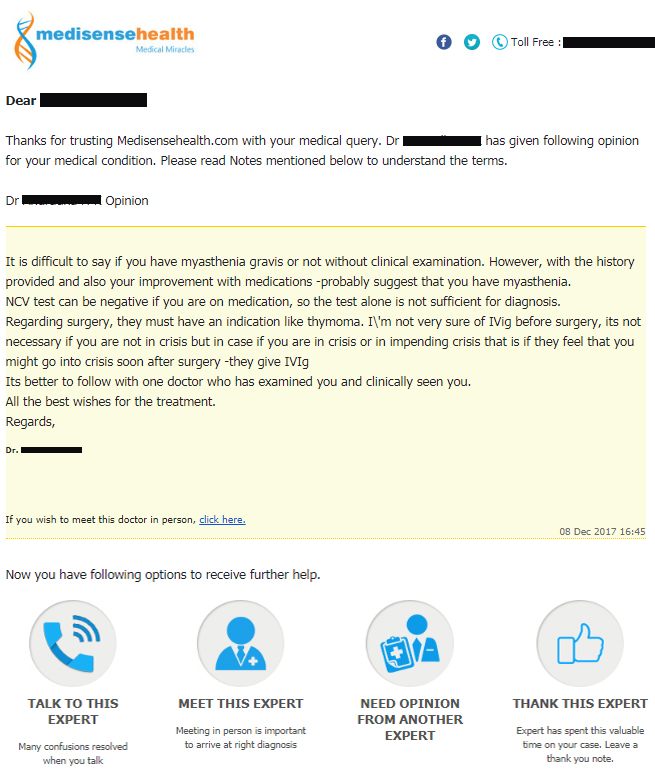 medisensehealth
Medical Miracles
Toll Free :
Dear
Thanks for trusting Medisensehealth.com with your medical query. Dr has given following opinion
for your medical condition. Please read Notes mentioned below to understand the terms.
Dr Opinion
It is difficult to say if you have myasthenia gravis or not without clinical examination. However, with the history
provided and also your improvement with medications -probably suggest that you have myasthenia.
NCV test can be negative if you are on medication, so the test alone is not sufficient for diagnosis.
Regarding surgery, they must have an indication like thymoma. I\'m not very sure of IVig before surgery, its not
necessary if you are not in crisis but in case if you are in crisis or in impending crisis that is if they feel that you
might go into crisis soon after surgery -they give IVIg
Its better to follow with one doctor who has examined you and clinically seen you.
All the best wishes for the treatment.
Regards,
Dr.
If you wish to meet this doctor in person, click here.
08 Dec 2017 16:45
Now you have following options to receive further help.
TALK TO THIS
EXPERT
Many confusions resolved
when you talk
MEET THIS EXPERT
Meeting in person is important
to arrive at right diagnosis
NEED OPINION
FROM ANOTHER
EXPERT
THANK THIS EXPERT
Expert has spent this valuable
time on your case. Leave a
thank you note.